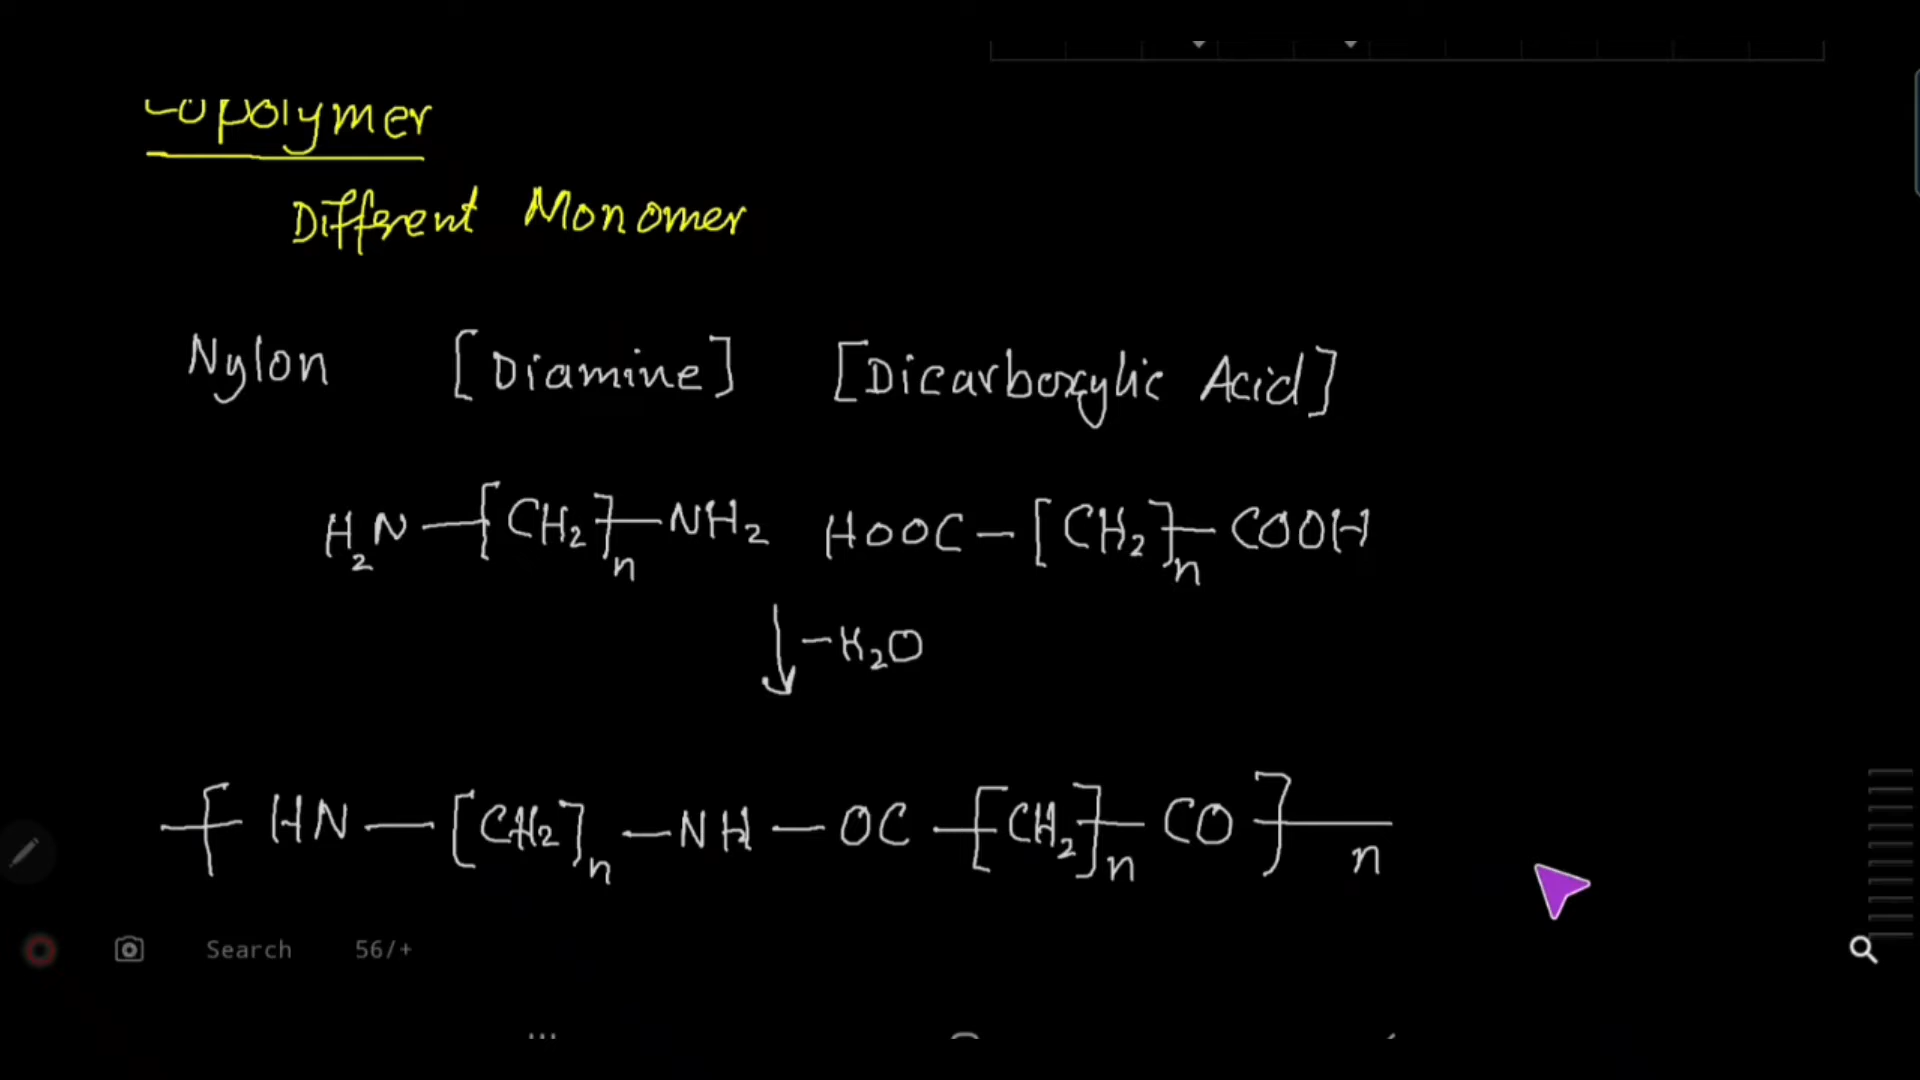 Copolymer
Different Monomer
Nylon [Diamine] [Dicarboxylic Acid]
H₂N—[CH₂]ₙ—NH₂ HOOC—[CH₂]ₙ—COOH
↓ —H₂O
—[HN—[CH₂]ₙ—NH—OC—[CH₂]ₙ—CO]—ₙ
Search 56/+